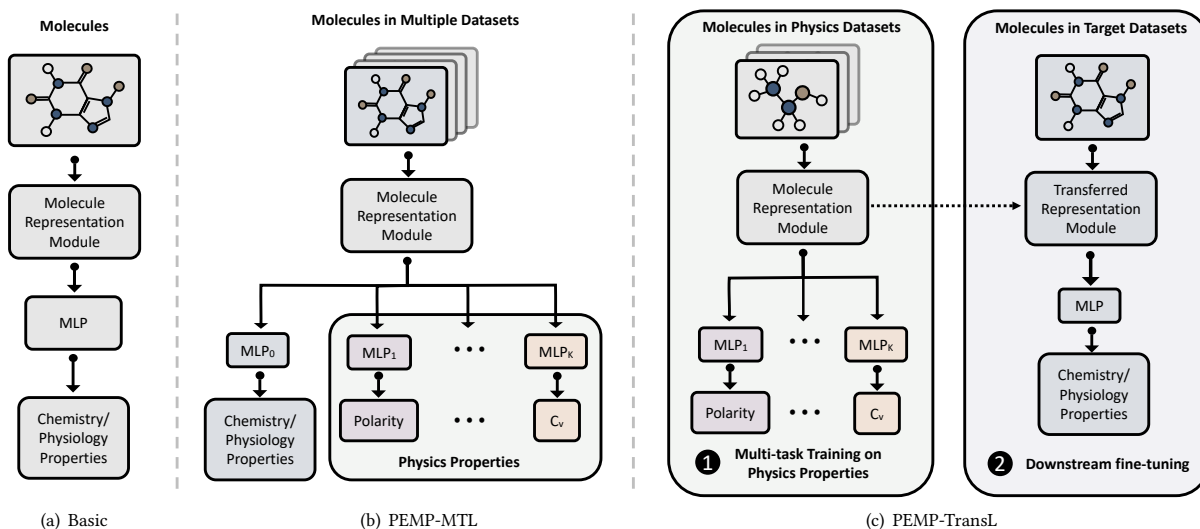 Molecules
Molecule
Representation
Module
MLP
Chemistry/
Physiology
Properties
(a) Basic
Molecules in Multiple Datasets
Molecule
Representation
Module
MLP₀
MLP₁
• • •
MLPK
Chemistry/
Physiology
Properties
Polarity
• • •
Cᵥ
Physics Properties
(b) PEMP-MTL
Molecules in Physics Datasets
Molecule
Representation
Module
MLP₁
• • •
MLPK
Polarity
• • •
Cᵥ
1 Multi-task Training on
Physics Properties
Molecules in Target Datasets
Transferred
Representation
Module
MLP
Chemistry/
Physiology
Properties
2 Downstream fine-tuning
(c) PEMP-TransL